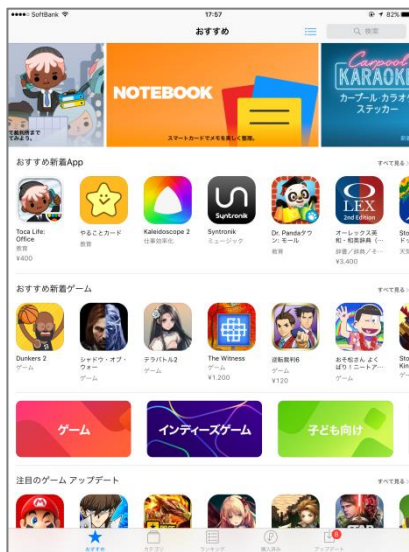 SoftBank
17:57
82%
おすすめ
検索
NOTEBOOK
スマートカードでメモを楽しく整理。
Carpool
KARAOKE
カープール・カラオケ
ステッカー
おすすめ新着App
すべて見る
Toca Life:
Office
教育
¥400
やることカード
教育
Kaleidoscope 2
仕事効率化
Syntronik
Syntronik
ミュージック
Dr. Pandaタウ
ン: モール
教育
O
LEX
2nd Edition
オーレックス英
和・和英辞典（…
辞書／辞典／そ…
¥3,400
おすすめ新着ゲーム
すべて見る
Dunkers 2
ゲーム
シャドウ・オブ・
ウォー
ゲーム
テラバトル2
ゲーム
The Witness
ゲーム
¥1,200
逆転裁判6
ゲーム
¥120
おそ松さん よく
ばり！ニートア…
ゲーム
ゲーム
インディーズゲーム
子ども向け
注目のゲーム アップデート
すべて見る
おすすめ
カテゴリ
ランキング
購入済み
アップデート